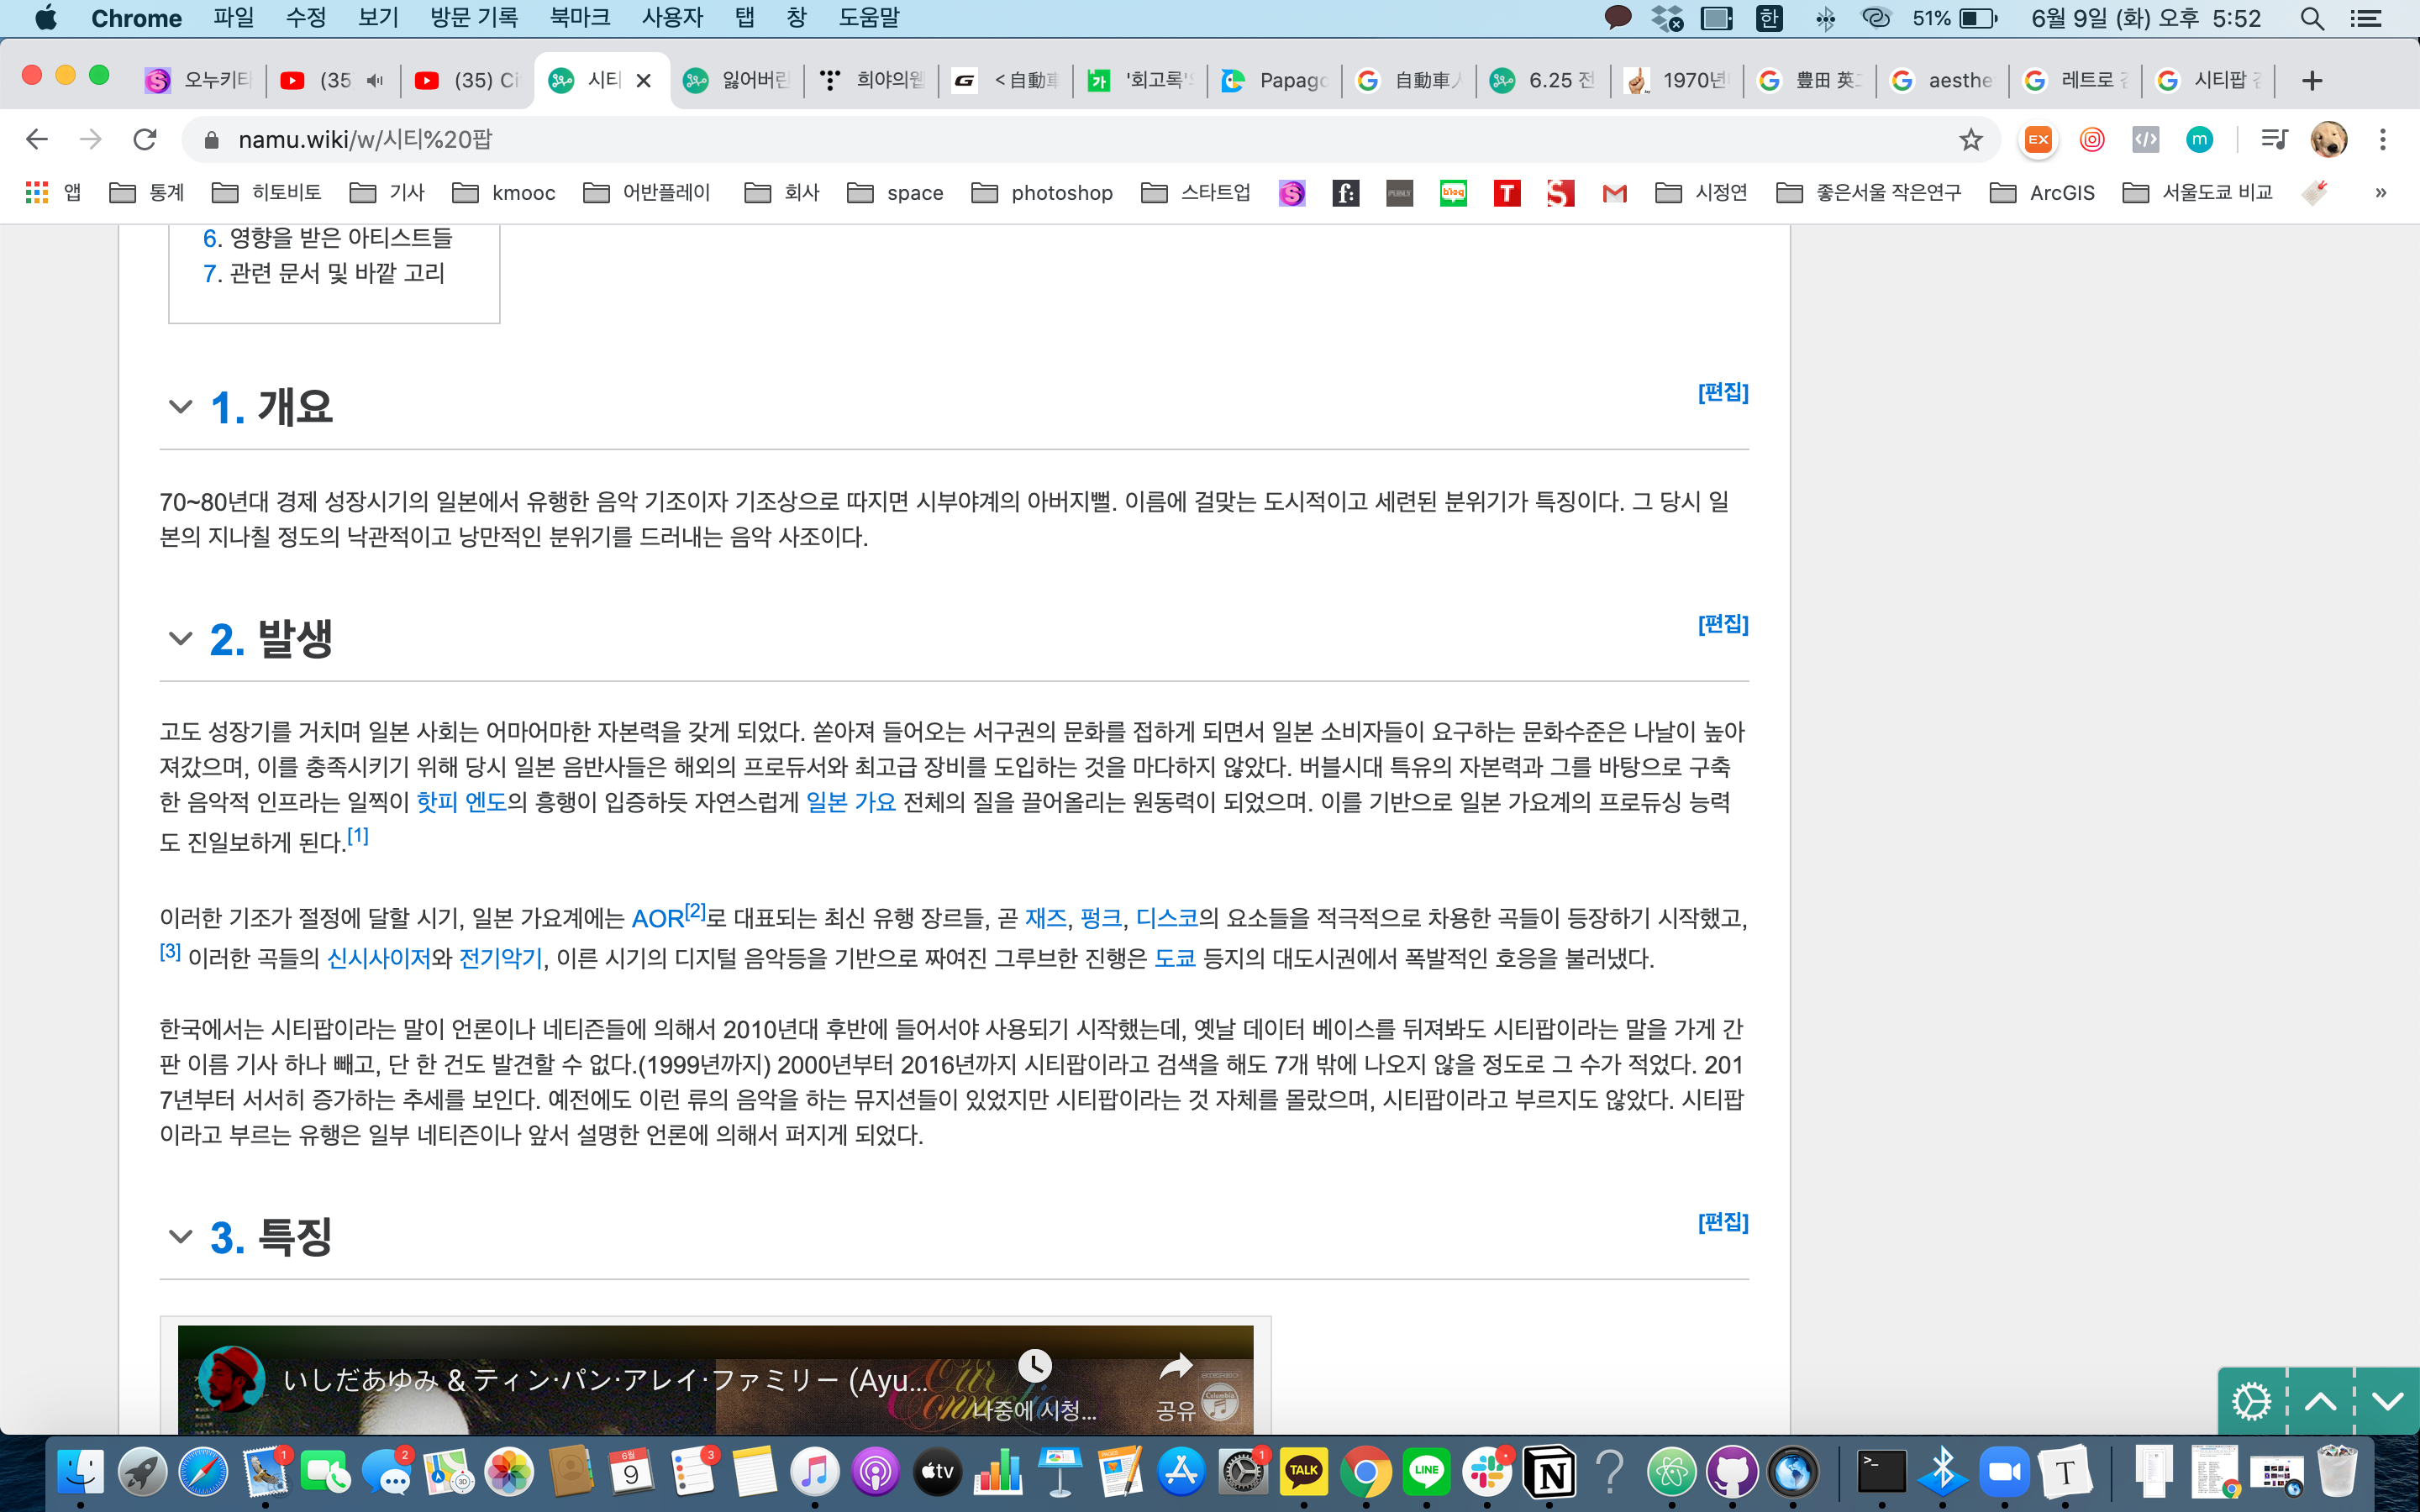 Chrome 파일 수정 보기 방문 기록 북마크 사용자 탭 창 도움말 한 51% 6월 9일 (화) 오후 5:52
오누키타 (35 (35) Ci 시티 잃어버린 희야의웹 <自動車 '회고록' Papago 自動車人 6.25 전 1970년 豊田 英 aesthe 레트로 시티팝
namu.wiki/w/시티%20팝 EX m
앱 통계 히토비토 기사 kmooc 어반플레이 회사 space photoshop 스타트업 f: blog T S 시정연 좋은서울 작은연구 ArcGIS 서울도쿄 비교 »
6. 영향을 받은 아티스트들
7. 관련 문서 및 바깥 고리
1. 개요 [편집]
70~80년대 경제 성장시기의 일본에서 유행한 음악 기조이자 기조상으로 따지면 시부야계의 아버지뻘. 이름에 걸맞는 도시적이고 세련된 분위기가 특징이다. 그 당시 일
본의 지나칠 정도의 낙관적이고 낭만적인 분위기를 드러내는 음악 사조이다.
2. 발생 [편집]
고도 성장기를 거치며 일본 사회는 어마어마한 자본력을 갖게 되었다. 쏟아져 들어오는 서구권의 문화를 접하게 되면서 일본 소비자들이 요구하는 문화수준은 나날이 높아
져갔으며, 이를 충족시키기 위해 당시 일본 음반사들은 해외의 프로듀서와 최고급 장비를 도입하는 것을 마다하지 않았다. 버블시대 특유의 자본력과 그를 바탕으로 구축
한 음악적 인프라는 일찍이 핫피 엔도의 흥행이 입증하듯 자연스럽게 일본 가요 전체의 질을 끌어올리는 원동력이 되었으며. 이를 기반으로 일본 가요계의 프로듀싱 능력
도 진일보하게 된다.[1]
이러한 기조가 절정에 달할 시기, 일본 가요계에는 AOR[2]로 대표되는 최신 유행 장르들, 곧 재즈, 펑크, 디스코의 요소들을 적극적으로 차용한 곡들이 등장하기 시작했고,
[3] 이러한 곡들의 신시사이저와 전기악기, 이른 시기의 디지털 음악등을 기반으로 짜여진 그루브한 진행은 도쿄 등지의 대도시권에서 폭발적인 호응을 불러냈다.
한국에서는 시티팝이라는 말이 언론이나 네티즌들에 의해서 2010년대 후반에 들어서야 사용되기 시작했는데, 옛날 데이터 베이스를 뒤져봐도 시티팝이라는 말을 가게 간
판 이름 기사 하나 빼고, 단 한 건도 발견할 수 없다.(1999년까지) 2000년부터 2016년까지 시티팝이라고 검색을 해도 7개 밖에 나오지 않을 정도로 그 수가 적었다. 201
7년부터 서서히 증가하는 추세를 보인다. 예전에도 이런 류의 음악을 하는 뮤지션들이 있었지만 시티팝이라는 것 자체를 몰랐으며, 시티팝이라고 부르지도 않았다. 시티팝
이라고 부르는 유행은 일부 네티즌이나 앞서 설명한 언론에 의해서 퍼지게 되었다.
3. 특징 [편집]
いしだあゆみ & ティン·パン·アレイ·ファミリー (Ayu...
Our Connection
나중에 시청... 공유 Columbia
1 2 3D 6월 9 3 tv PAGES 1 TALK LINE N >_ T